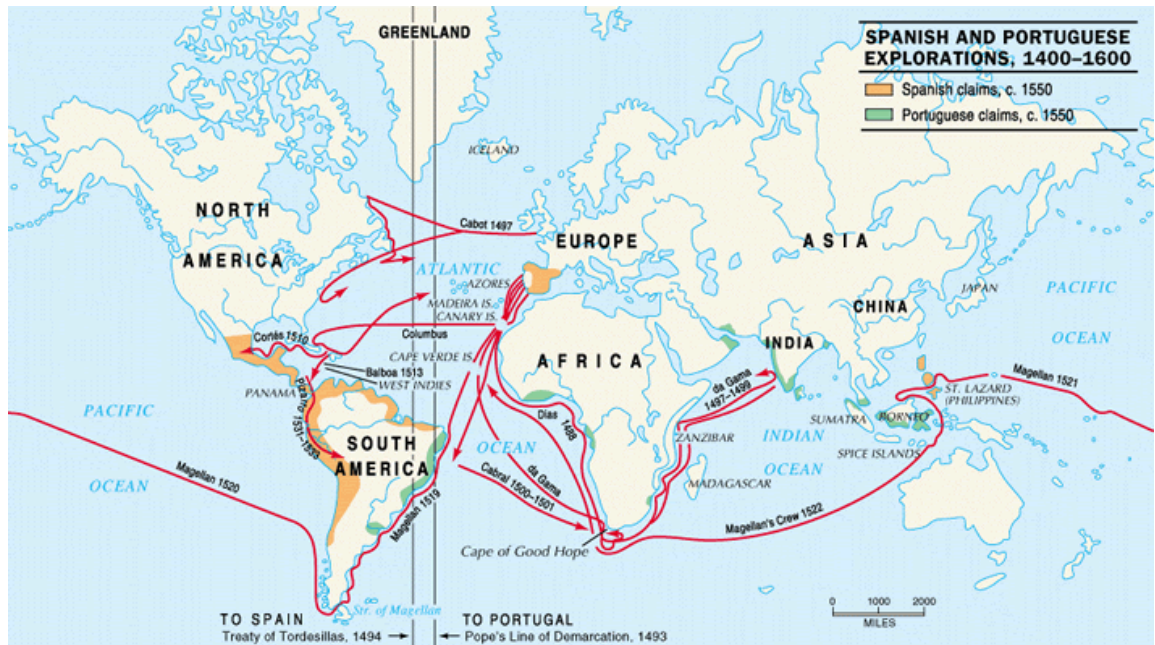 GREENLAND
SPANISH AND PORTUGUESE
EXPLORATIONS, 1400–1600
Spanish claims, c. 1550
Portuguese claims, c. 1550
ICELAND
NORTH
AMERICA
Cabot 1497
EUROPE
ASIA
ATLANTIC
AZORES
MADEIRA IS.
CANARY IS.
JAPAN
PACIFIC
OCEAN
CHINA
Cortés 1510
Columbus
CAPE VERDE IS.
AFRICA
INDIA
Balboa 1513
WEST INDIES
PANAMA
Pizarro 1531–1533
da Gama
1497–1499
ST. LAZARD
(PHILIPPINES)
Magellan 1521
PACIFIC
OCEAN
SOUTH
AMERICA
OCEAN
Dias 1488
ZANZIBAR
INDIAN
OCEAN
SUMATRA
BORNEO
SPICE ISLANDS
MADAGASCAR
Magellan 1520
Magellan 1519
da Gama
Cabral 1500–1501
Magellan's Crew 1522
Cape of Good Hope
Str. of Magellan
0 1000 2000
MILES
TO SPAIN
Treaty of Tordesillas, 1494
TO PORTUGAL
Pope's Line of Demarcation, 1493